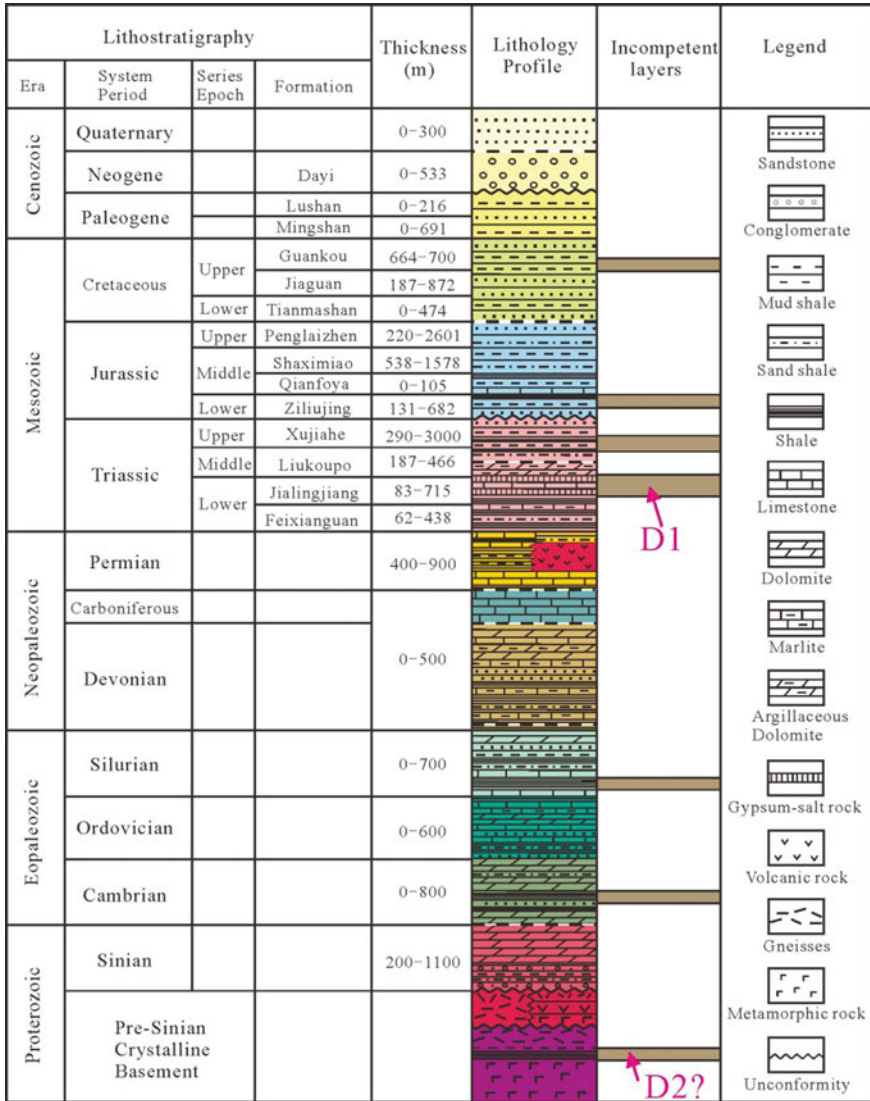 Lithostratigraphy
Thickness
(m)
Lithology
Profile
Incompetent
layers
Legend
Era
System
Period
Series
Epoch
Formation
Cenozoic
Quaternary
0-300
Neogene
Dayi
0-533
Paleogene
Lushan
0-216
Mingshan
0-691
Mesozoic
Cretaceous
Upper
Guankou
664-700
Jiaguan
187-872
Lower
Tianmashan
0-474
Jurassic
Upper
Penglaizhen
220-2601
Middle
Shaximiao
538-1578
Qianfoya
0-105
Lower
Ziliujing
131-682
Triassic
Upper
Xujiahe
290-3000
Middle
Liukoupo
187-466
Lower
Jialingjiang
83-715
Feixianguan
62-438
D1
Neopaleozoic
Permian
400-900
Carboniferous
Devonian
0-500
Eopaleozoic
Silurian
0-700
Ordovician
0-600
Cambrian
0-800
Proterozoic
Sinian
200-1100
Pre-Sinian
Crystalline
Basement
D2?
Sandstone
Conglomerate
Mud shale
Sand shale
Shale
Limestone
Dolomite
Marlite
Argillaceous
Dolomite
Gypsum-salt rock
Volcanic rock
Gneisses
Metamorphic rock
Unconformity